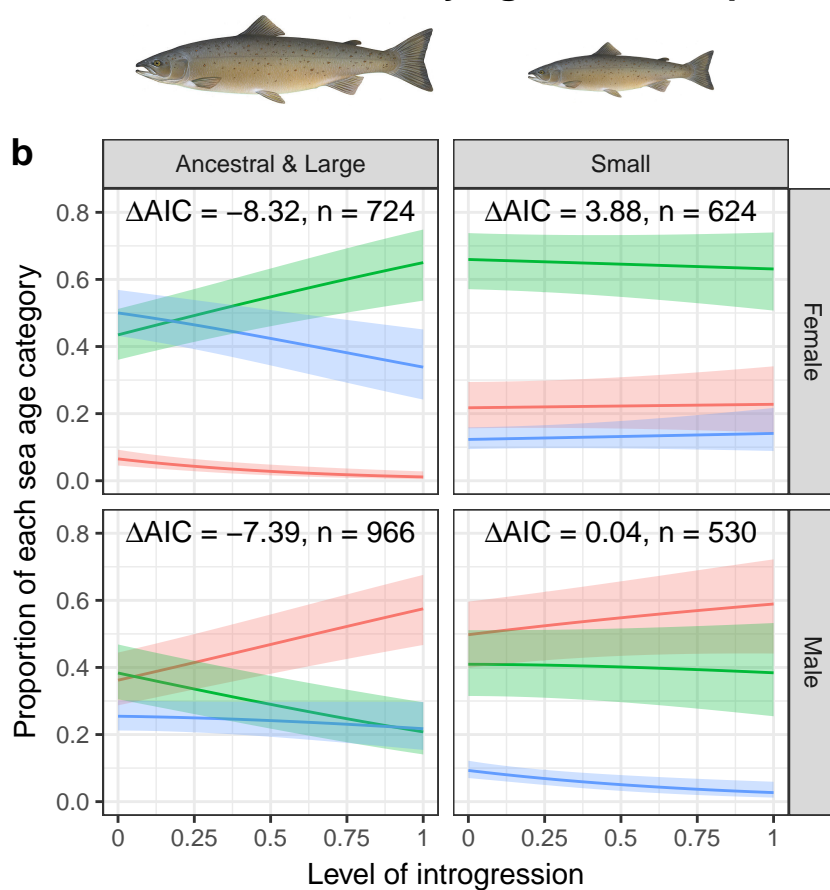 b
Ancestral & Large Small
ΔAIC = −8.32, n = 724 ΔAIC = 3.88, n = 624
0.8
0.6
0.4
0.2
0.0
Female
ΔAIC = −7.39, n = 966 ΔAIC = 0.04, n = 530
0.8
0.6
0.4
0.2
0.0
Male
Proportion of each sea age category
0 0.25 0.5 0.75 1 0 0.25 0.5 0.75 1
Level of introgression